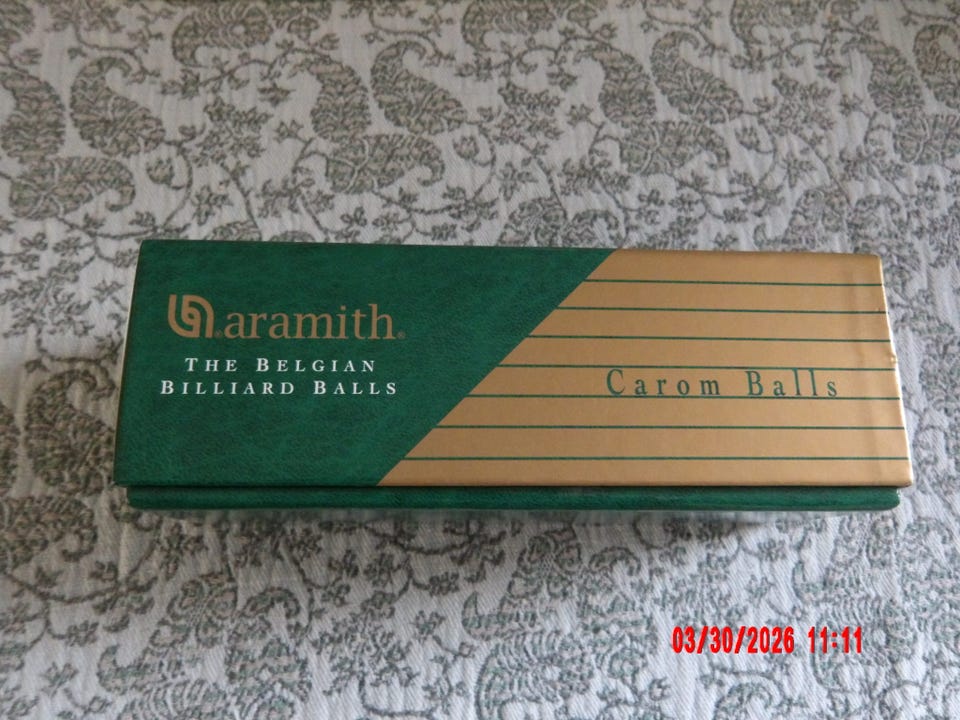 aramith®
THE BELGIAN
BILLIARD BALLS
Carom Balls
03/30/2026 11:11